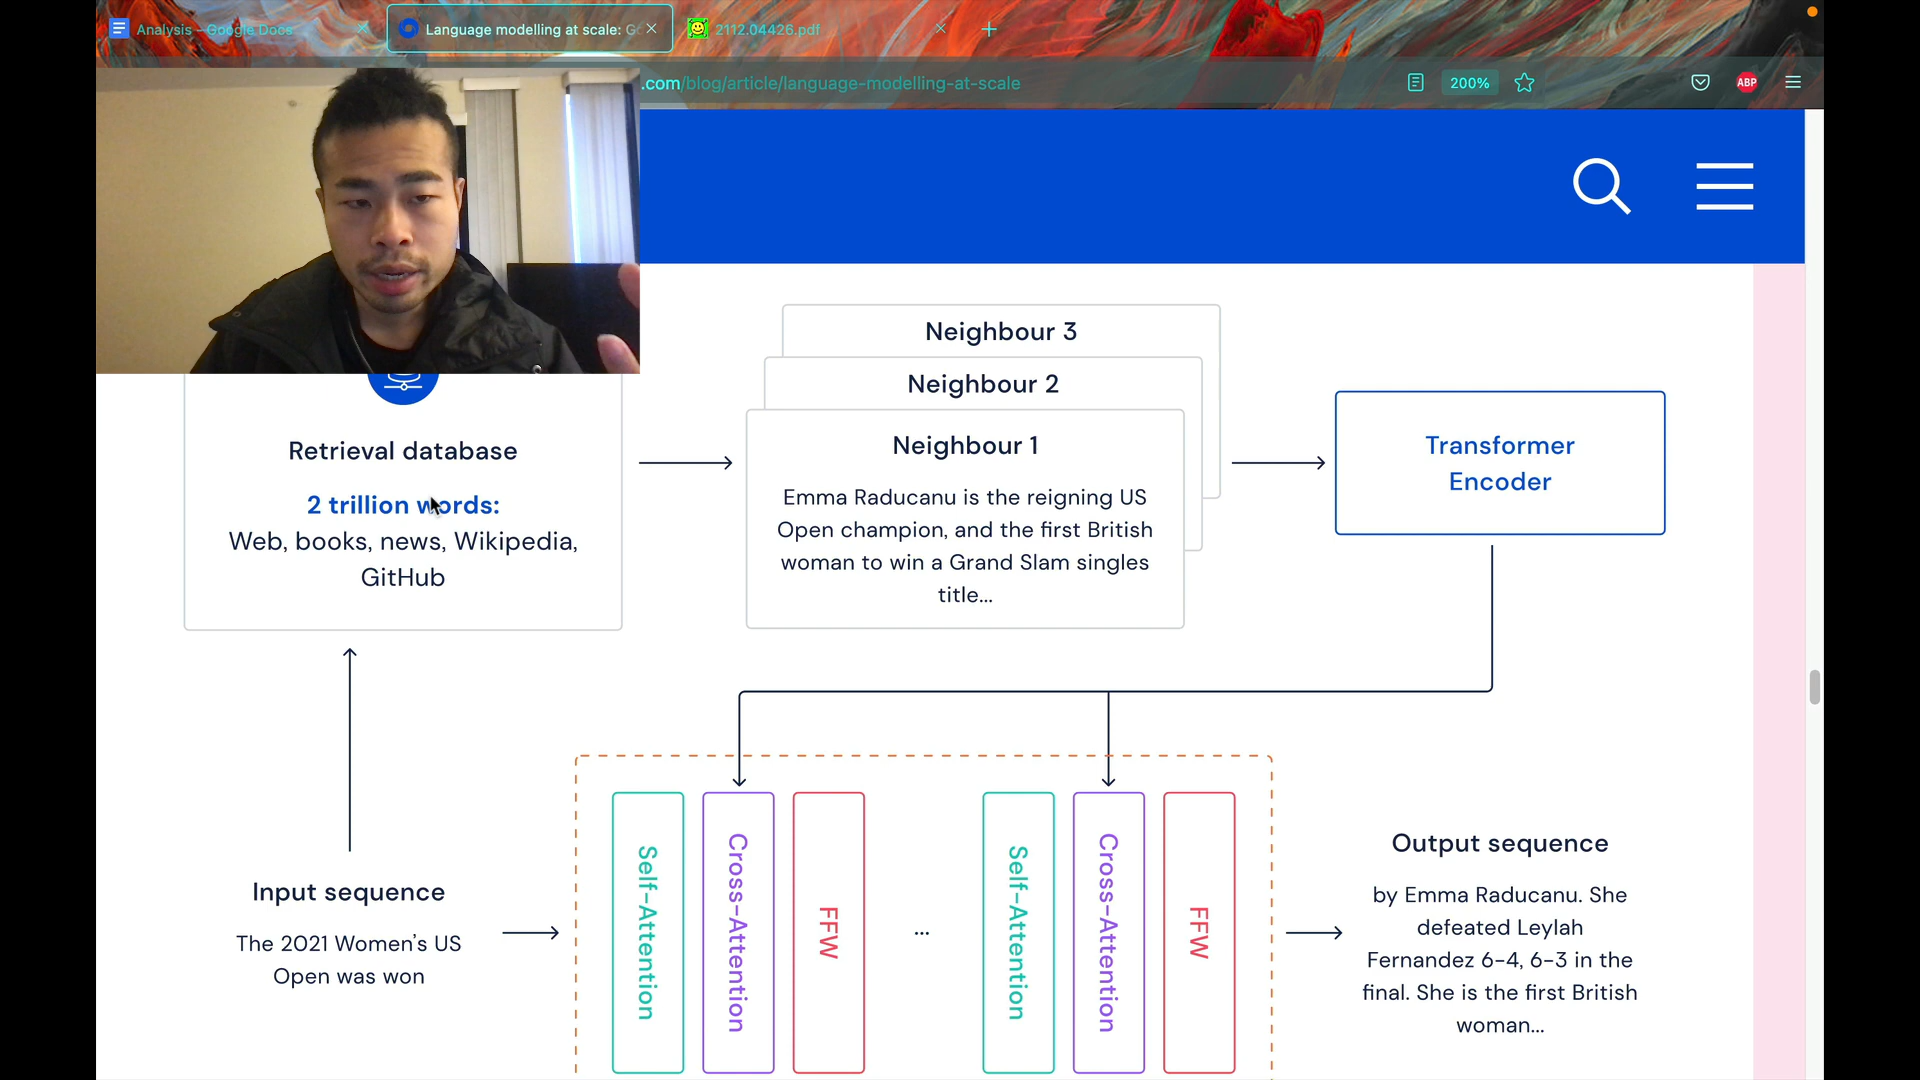 Analysis - Google Docs
Language modelling at scale: Go
2112.04426.pdf
.com/blog/article/language-modelling-at-scale
200%
ABP
Neighbour 3
Neighbour 2
Neighbour 1
Emma Raducanu is the reigning US
Open champion, and the first British
woman to win a Grand Slam singles
title...
Retrieval database
2 trillion words:
Web, books, news, Wikipedia,
GitHub
Transformer
Encoder
Input sequence
The 2021 Women's US
Open was won
Self-Attention
Cross-Attention
FFW
...
Self-Attention
Cross-Attention
FFW
Output sequence
by Emma Raducanu. She
defeated Leylah
Fernandez 6-4, 6-3 in the
final. She is the first British
woman...